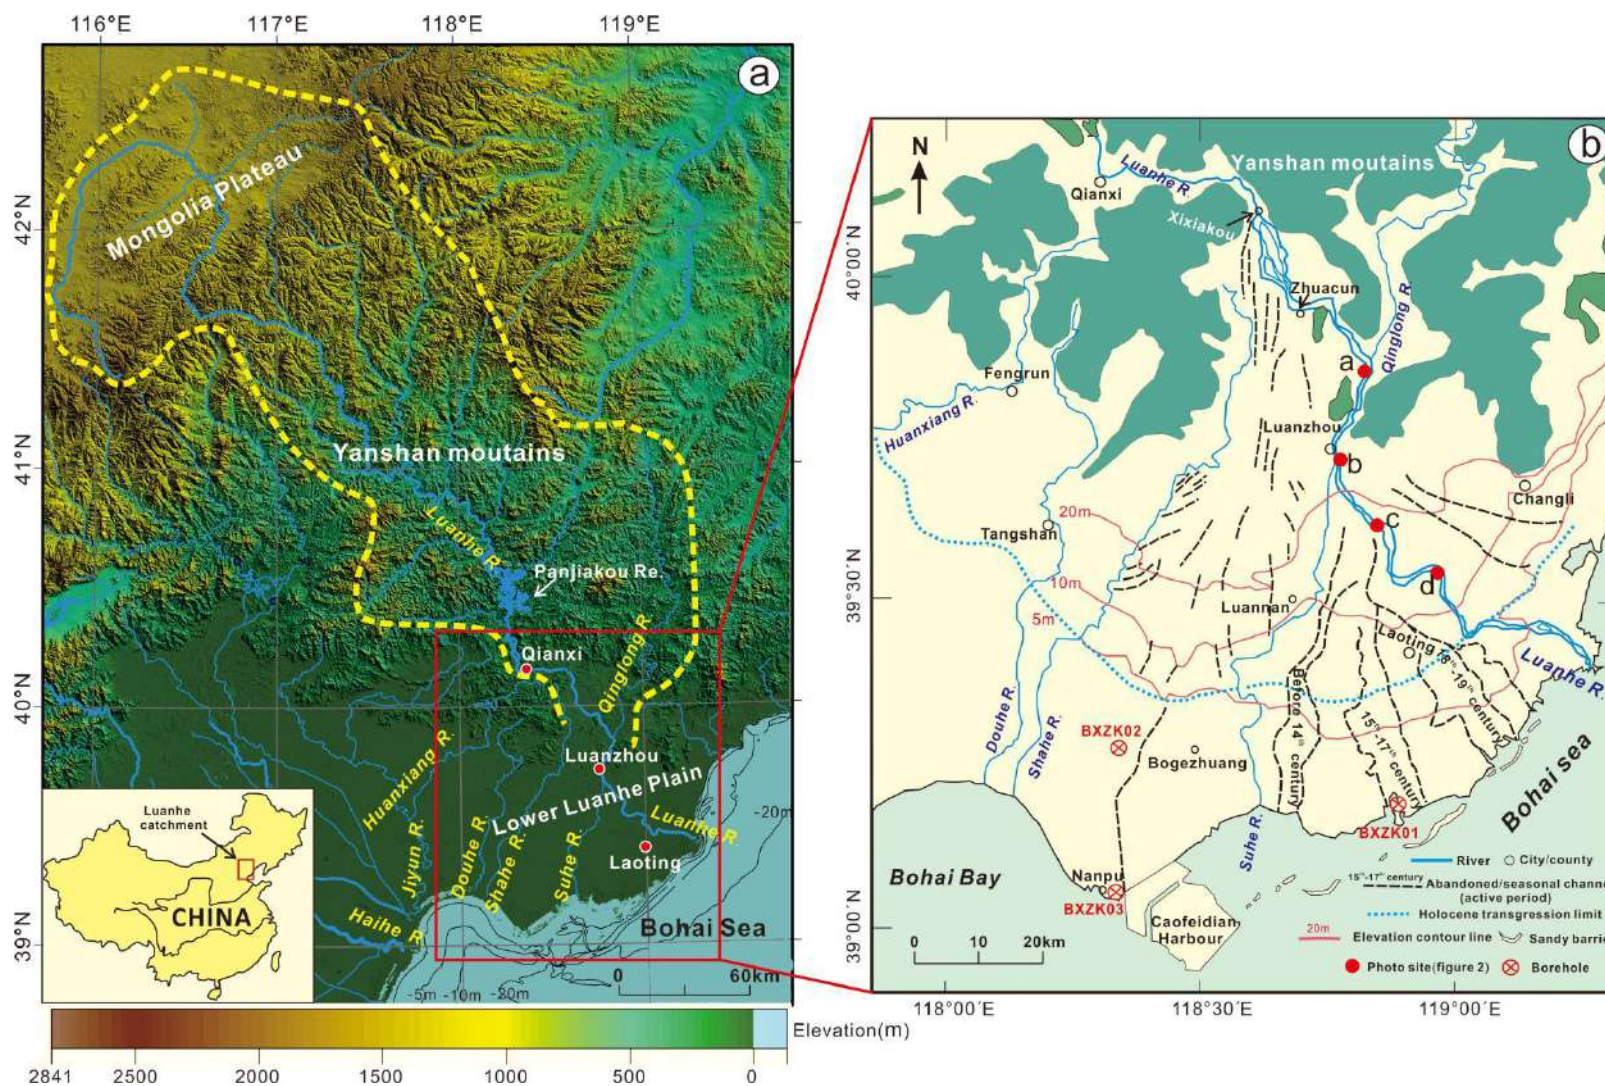 116°E
117°E
118°E
119°E
a
42°N
41°N
40°N
39°N
Mongolia Plateau
Yanshan moutains
Luanhe R.
Panjiakou Re.
Qianxi
Qinglong R.
Luanzhou
Lower Luanhe Plain
Luanhe R.
Laoting
Huanxiang R.
Jiyun R.
Douhe R.
Shahe R.
Suhe R.
Haihe R.
Bohai Sea
-20m
-5m
-10m
-20m
0
60km
Luanhe
catchment
CHINA
2841
2500
2000
1500
1000
500
0
Elevation(m)
b
N
Yanshan moutains
Luanhe R.
Qianxi
Xixiakou
Zhuacun
Qinglong R.
a
Fengrun
Huanxiang R.
Luanzhou
b
Changli
20m
c
Tangshan
d
10m
5m
Luannan
Laoting
18th-19th century
Luanhe R.
Before 14th century
15th-17th century
Douhe R.
Shahe R.
BXZK02
Bogezhuang
BXZK01
Suhe R.
Bohai sea
Bohai Bay
Nanpu
BXZK03
Caofeidian
Harbour
0
10
20km
River
City/county
15th-17th century
Abandoned/seasonal channel
(active period)
Holocene transgression limit
20m
Elevation contour line
Sandy barrier
Photo site(figure 2)
Borehole
40°00′N
39°30′N
39°00′N
118°00′E
118°30′E
119°00′E